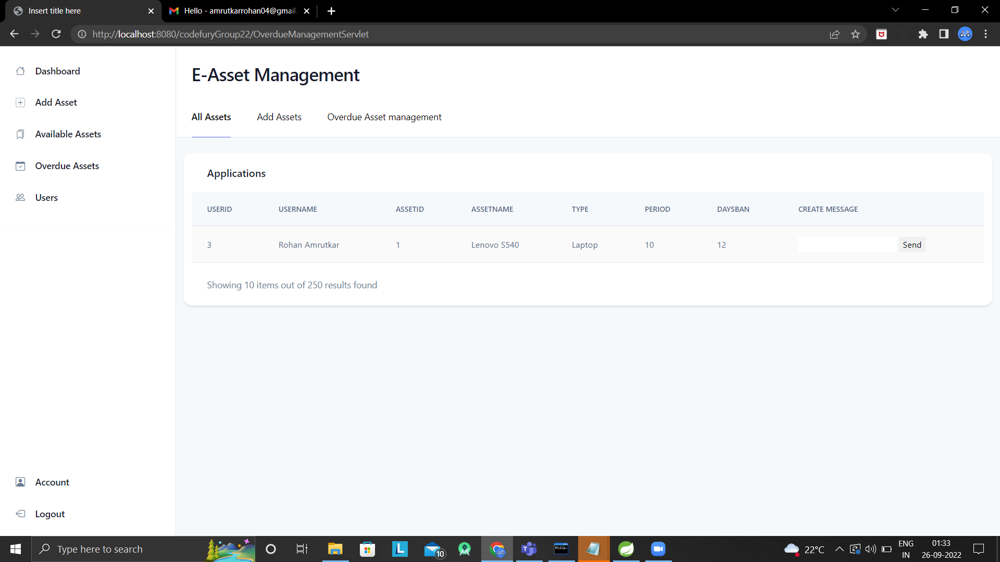 Insert title here
Hello - amrutkarrohan04@gmail.
http://localhost:8080/codefuryGroup22/OverdueManagementServlet
Dashboard
Add Asset
Available Assets
Overdue Assets
Users
Account
Logout
E-Asset Management
All Assets Add Assets Overdue Asset management
Applications
USERID USERNAME ASSETID ASSETNAME TYPE PERIOD DAYSBAN CREATE MESSAGE
3 Rohan Amrutkar 1 Lenovo S540 Laptop 10 12 Send
Showing 10 items out of 250 results found
Type here to search
L
10
T
MySQL
22°C
ENG
IN
01:33
26-09-2022